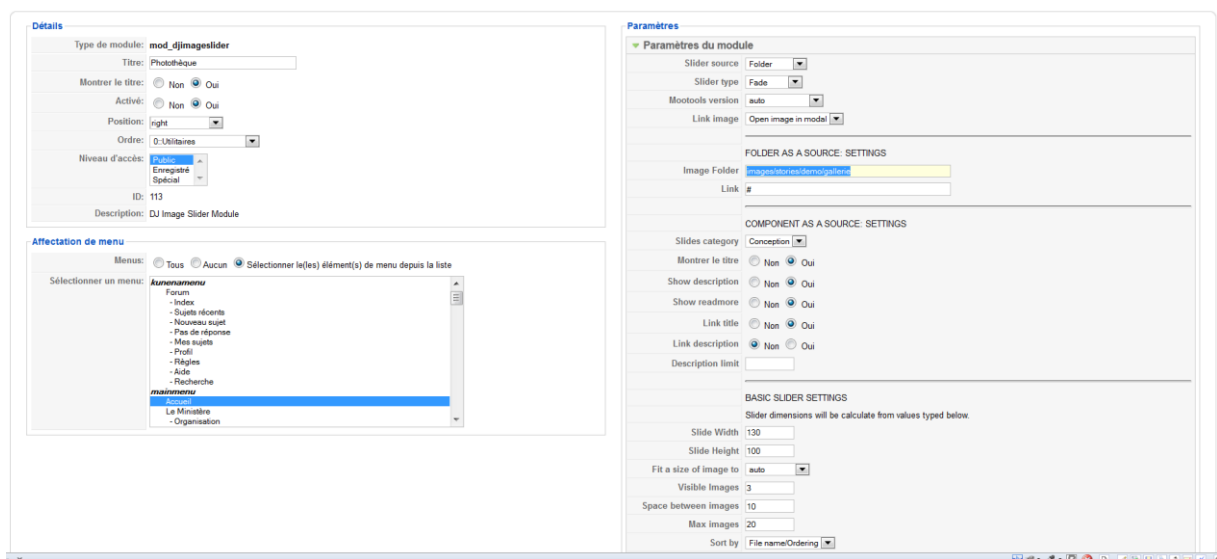 Détails
Type de module: mod_djimageslider
Titre: Photothèque
Montrer le titre: Non Oui
Activé: Non Oui
Position: right
Ordre: 0::Utilitaires
Niveau d'accès: Public
Enregistré
Spécial
ID: 113
Description: DJ Image Slider Module
Affectation de menu
Menus: Tous Aucun Sélectionner le(les) élément(s) de menu depuis la liste
Sélectionner un menu: kunenamenu
Forum
- Index
- Sujets récents
- Nouveau sujet
- Pas de réponse
- Mes sujets
- Profil
- Règles
- Aide
- Recherche
mainmenu
Accueil
Le Ministère
- Organisation
Paramètres
Paramètres du module
Slider source Folder
Slider type Fade
Mootools version auto
Link image Open image in modal
FOLDER AS A SOURCE: SETTINGS
Image Folder images/stories/demo/gallerie
Link #
COMPONENT AS A SOURCE: SETTINGS
Slides category Conception
Montrer le titre Non Oui
Show description Non Oui
Show readmore Non Oui
Link title Non Oui
Link description Non Oui
Description limit
BASIC SLIDER SETTINGS
Slider dimensions will be calculate from values typed below.
Slide Width 130
Slide Height 100
Fit a size of image to auto
Visible Images 3
Space between images 10
Max images 20
Sort by File name/Ordering